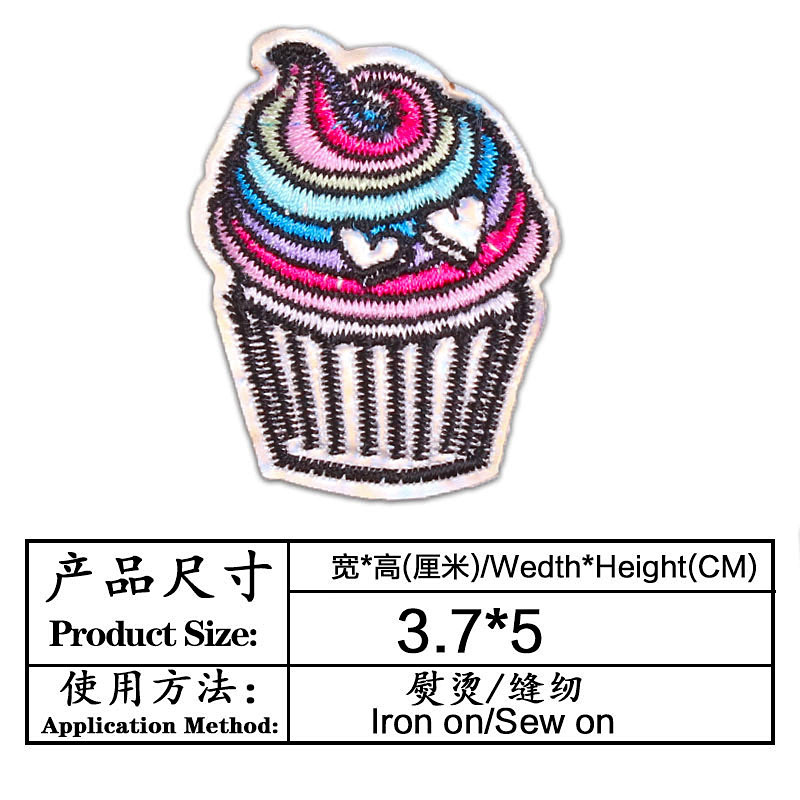 产品尺寸
Product Size:
宽*高(厘米)/Wedth*Height(CM)
3.7*5
使用方法:
Application Method:
熨烫/缝纫
Iron on/Sew on